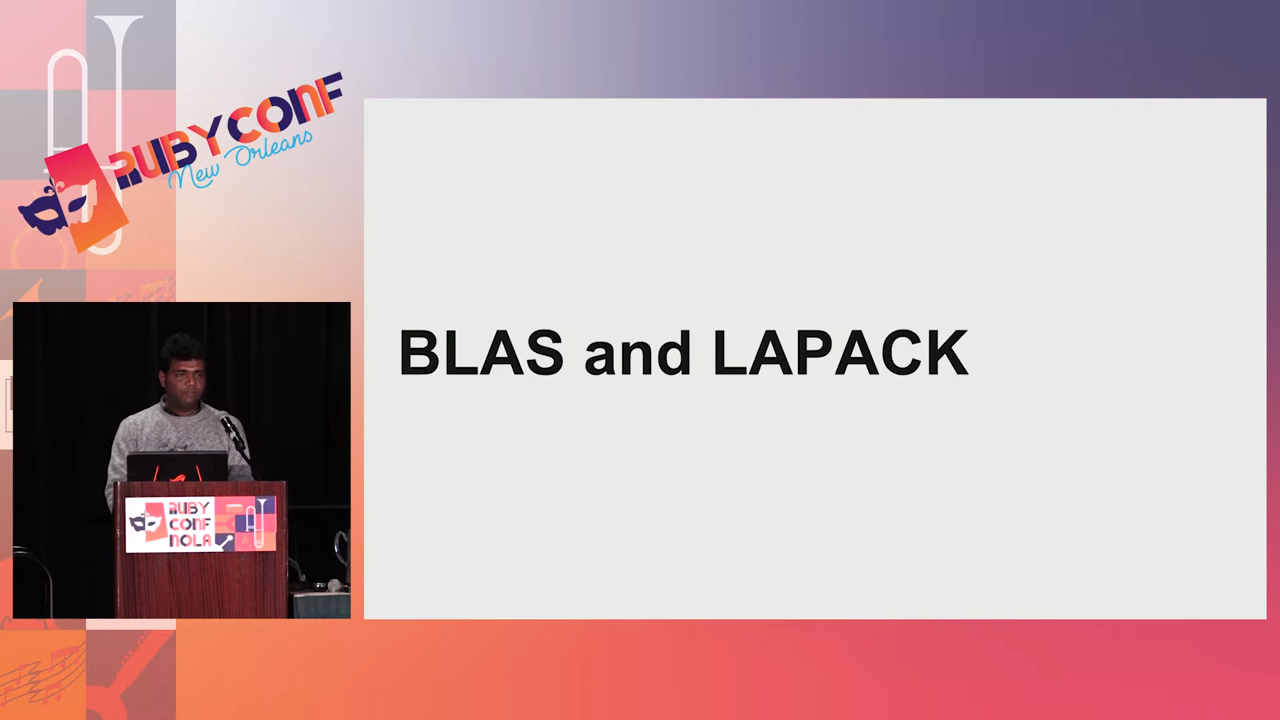 RUBYCONF
New Orleans
BLAS and LAPACK
RUBY
CONF
NOLA